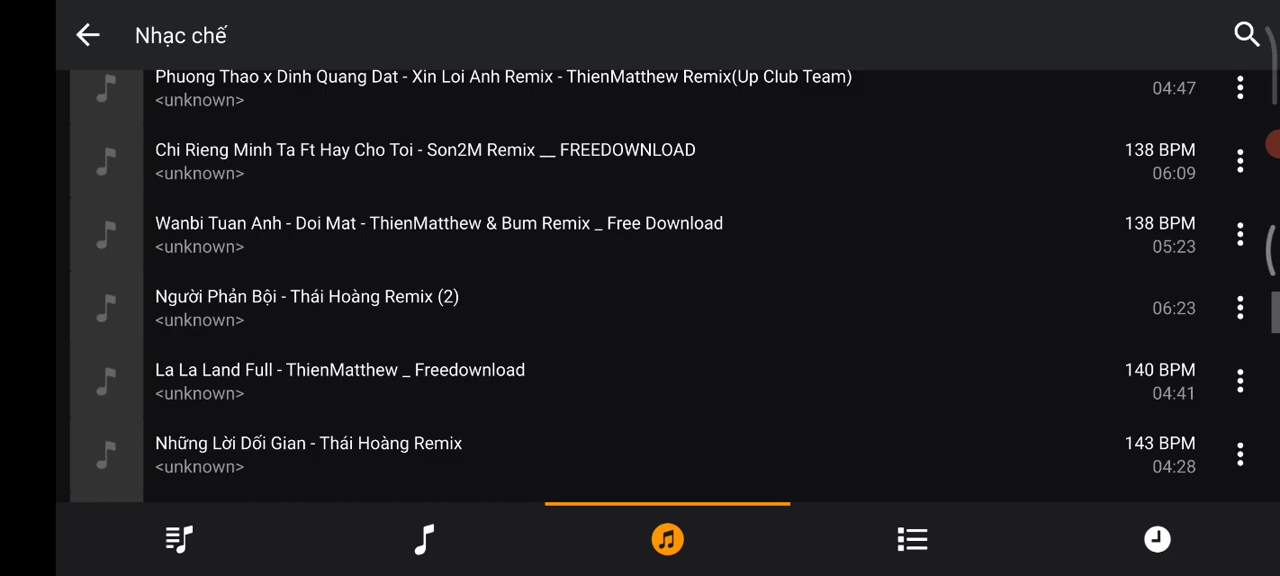 Nhạc chế
Phuong Thao x Dinh Quang Dat - Xin Loi Anh Remix - ThienMatthew Remix(Up Club Team)
<unknown>
04:47
Chi Rieng Minh Ta Ft Hay Cho Toi - Son2M Remix __ FREEDOWNLOAD
138 BPM
<unknown>
06:09
Wanbi Tuan Anh - Doi Mat - ThienMatthew & Bum Remix _ Free Download
138 BPM
<unknown>
05:23
Người Phản Bội - Thái Hoàng Remix (2)
<unknown>
06:23
La La Land Full - ThienMatthew _ Freedownload
140 BPM
<unknown>
04:41
Những Lời Dối Gian - Thái Hoàng Remix
143 BPM
<unknown>
04:28